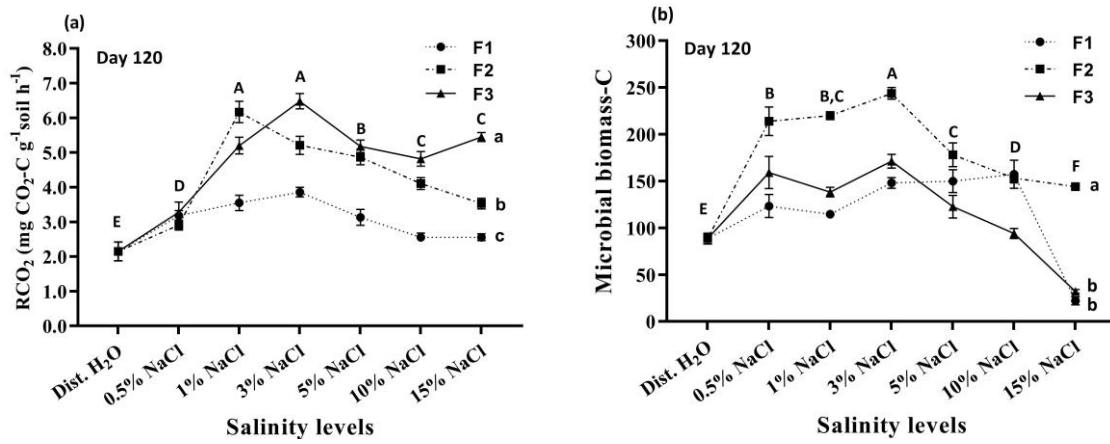 (a)
Day 120
F1
F2
F3
RCO₂ (mg CO₂-C g⁻¹soil h⁻¹)
8.0
7.0
6.0
5.0
4.0
3.0
2.0
1.0
0.0
E
D
A
A
B
C
C
a
b
c
Dist. H₂O
0.5% NaCl
1% NaCl
3% NaCl
5% NaCl
10% NaCl
15% NaCl
Salinity levels
(b)
Day 120
F1
F2
F3
Microbial biomass-C
300
250
200
150
100
50
0
E
B
B,C
A
C
D
F
a
b
b
Dist. H₂O
0.5% NaCl
1% NaCl
3% NaCl
5% NaCl
10% NaCl
15% NaCl
Salinity levels